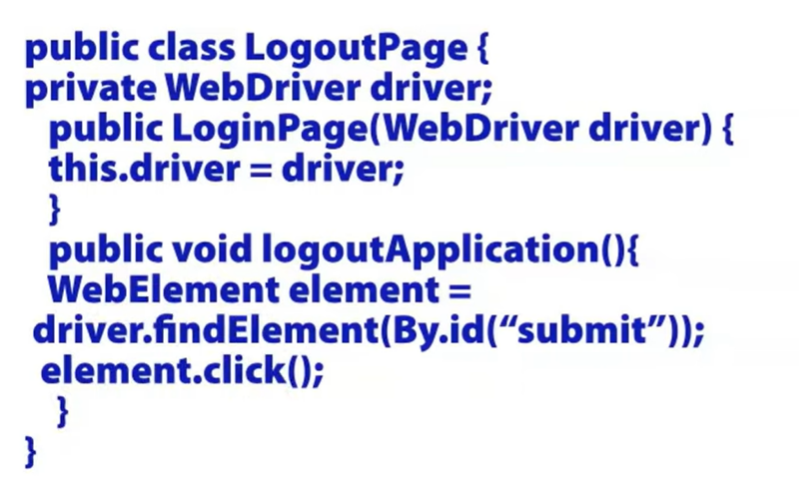 public class LogoutPage {
private WebDriver driver;
public LoginPage(WebDriver driver) {
this.driver = driver;
}
public void logoutApplication(){
WebElement element =
driver.findElement(By.id(“submit”));
element.click();
}
}